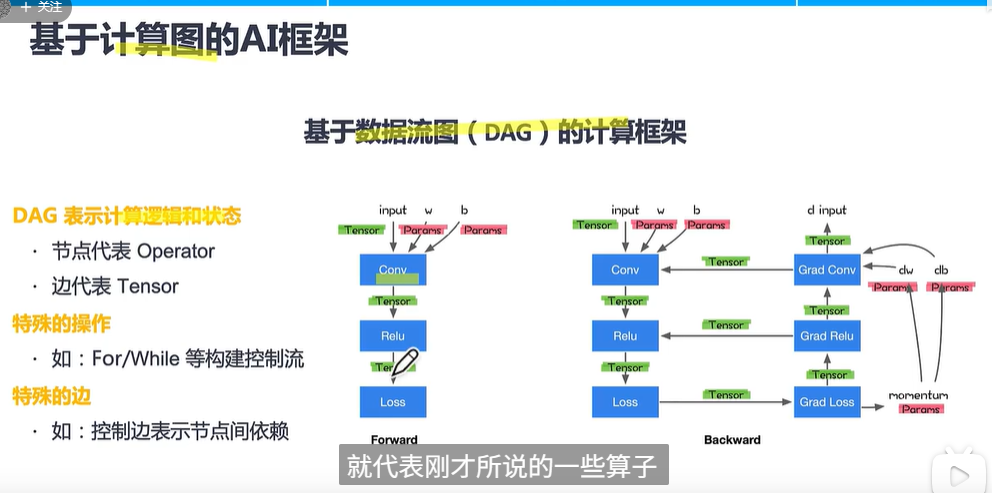 + 关注
基于计算图的AI框架
基于数据流图（DAG）的计算框架
DAG 表示计算逻辑和状态
· 节点代表 Operator
· 边代表 Tensor
特殊的操作
· 如：For/While 等构建控制流
特殊的边
· 如：控制边表示节点间依赖
input w b
Tensor Params Params
Conv
Tensor
Relu
Loss
Forward
input w b d input
Tensor Params Params
Tensor
Conv Tensor Grad Conv dw db
Params Params
Tensor Tensor
Relu Tensor Grad Relu
Tensor Tensor
Loss Tensor Grad Loss momentum
Params
Backward
就代表刚才所说的一些算子